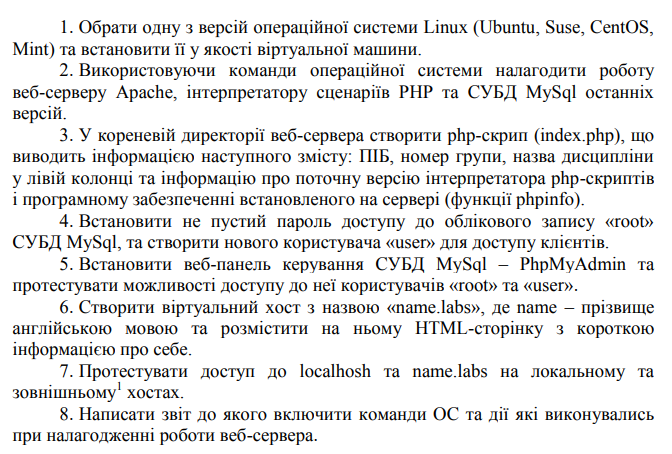 1. Обрати одну з версій операційної системи Linux (Ubuntu, Suse, CentOS,
Mint) та встановити її у якості віртуальної машини.
2. Використовуючи команди операційної системи налагодити роботу
веб-серверу Apache, інтерпретатору сценаріїв PHP та СУБД MySql останніх
версій.
3. У кореневій директорії веб-сервера створити php-скрип (index.php), що
виводить інформацією наступного змісту: ПІБ, номер групи, назва дисципліни
у лівій колонці та інформацію про поточну версію інтерпретатора php-скриптів
і програмному забезпеченні встановленого на сервері (функції phpinfo).
4. Встановити не пустий пароль доступу до облікового запису «root»
СУБД MySql, та створити нового користувача «user» для доступу клієнтів.
5. Встановити веб-панель керування СУБД MySql – PhpMyAdmin та
протестувати можливості доступу до неї користувачів «root» та «user».
6. Створити віртуальний хост з назвою «name.labs», де name – прізвище
англійською мовою та розмістити на ньому HTML-сторінку з короткою
інформацією про себе.
7. Протестувати доступ до localhosh та name.labs на локальному та
зовнішньому¹ хостах.
8. Написати звіт до якого включити команди ОС та дії які виконувались
при налагодженні роботи веб-сервера.